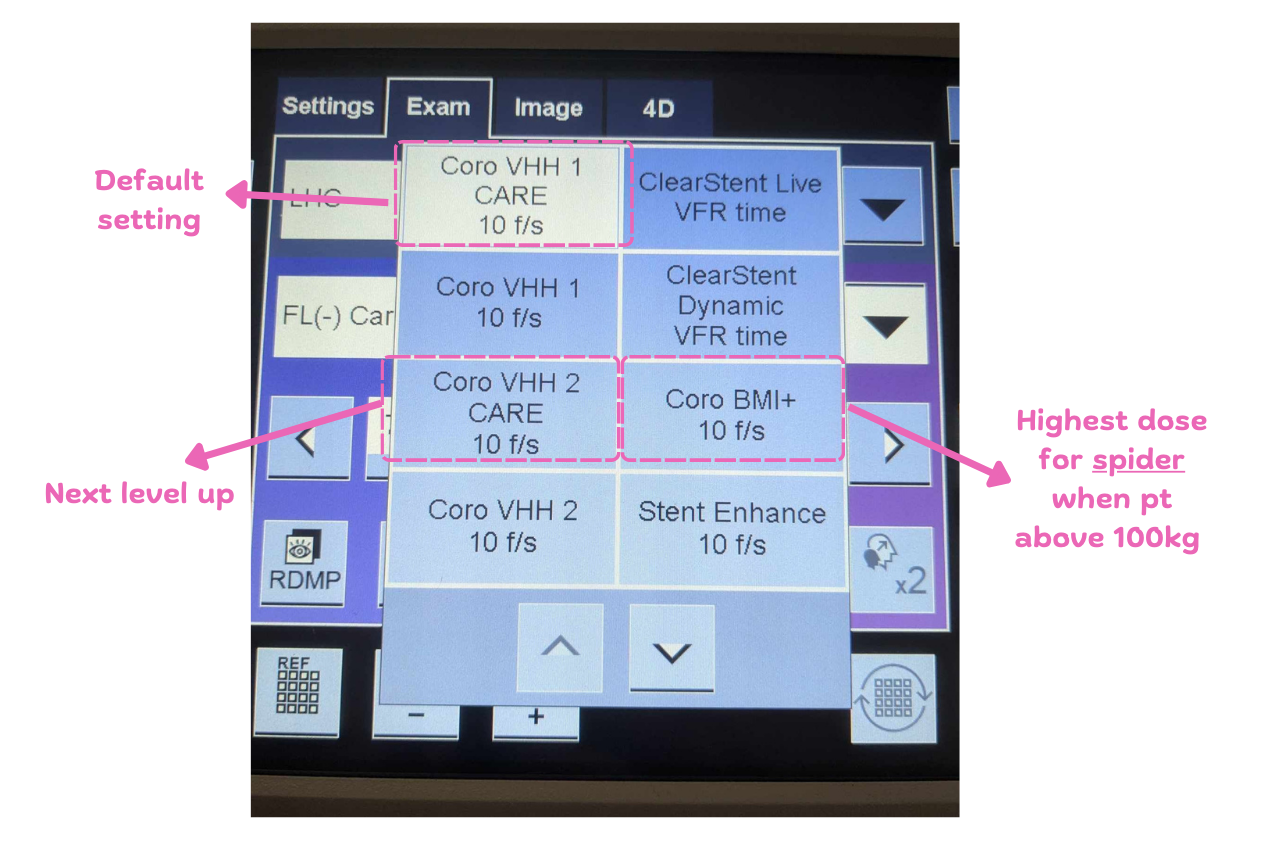 Settings
Exam
Image
4D
Default
setting
LHC
Coro VHH 1
CARE
10 f/s
ClearStent Live
VFR time
FL(-) Car
Coro VHH 1
10 f/s
ClearStent
Dynamic
VFR time
Coro VHH 2
CARE
10 f/s
Coro BMI+
10 f/s
Next level up
Highest dose
for spider
when pt
above 100kg
Coro VHH 2
10 f/s
Stent Enhance
10 f/s
RDMP
x2
REF
-
+